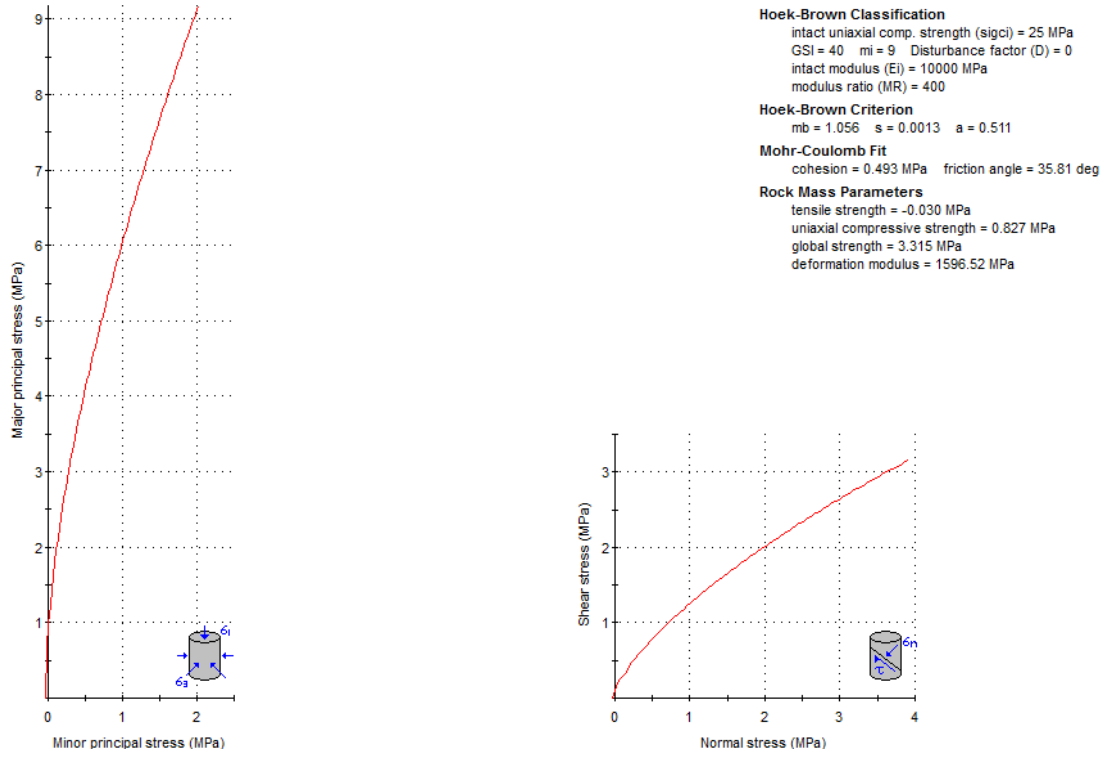 Hoek-Brown Classification
intact uniaxial comp. strength (sigci) = 25 MPa
GSI = 40 mi = 9 Disturbance factor (D) = 0
intact modulus (Ei) = 10000 MPa
modulus ratio (MR) = 400
Hoek-Brown Criterion
mb = 1.056 s = 0.0013 a = 0.511
Mohr-Coulomb Fit
cohesion = 0.493 MPa friction angle = 35.81 deg
Rock Mass Parameters
tensile strength = -0.030 MPa
uniaxial compressive strength = 0.827 MPa
global strength = 3.315 MPa
deformation modulus = 1596.52 MPa
Major principal stress (MPa)
9
8
7
6
5
4
3
2
1
0 1 2
Minor principal stress (MPa)
σ1
σ3
Shear stress (MPa)
3
2
1
0 1 2 3 4
Normal stress (MPa)
σn
τ